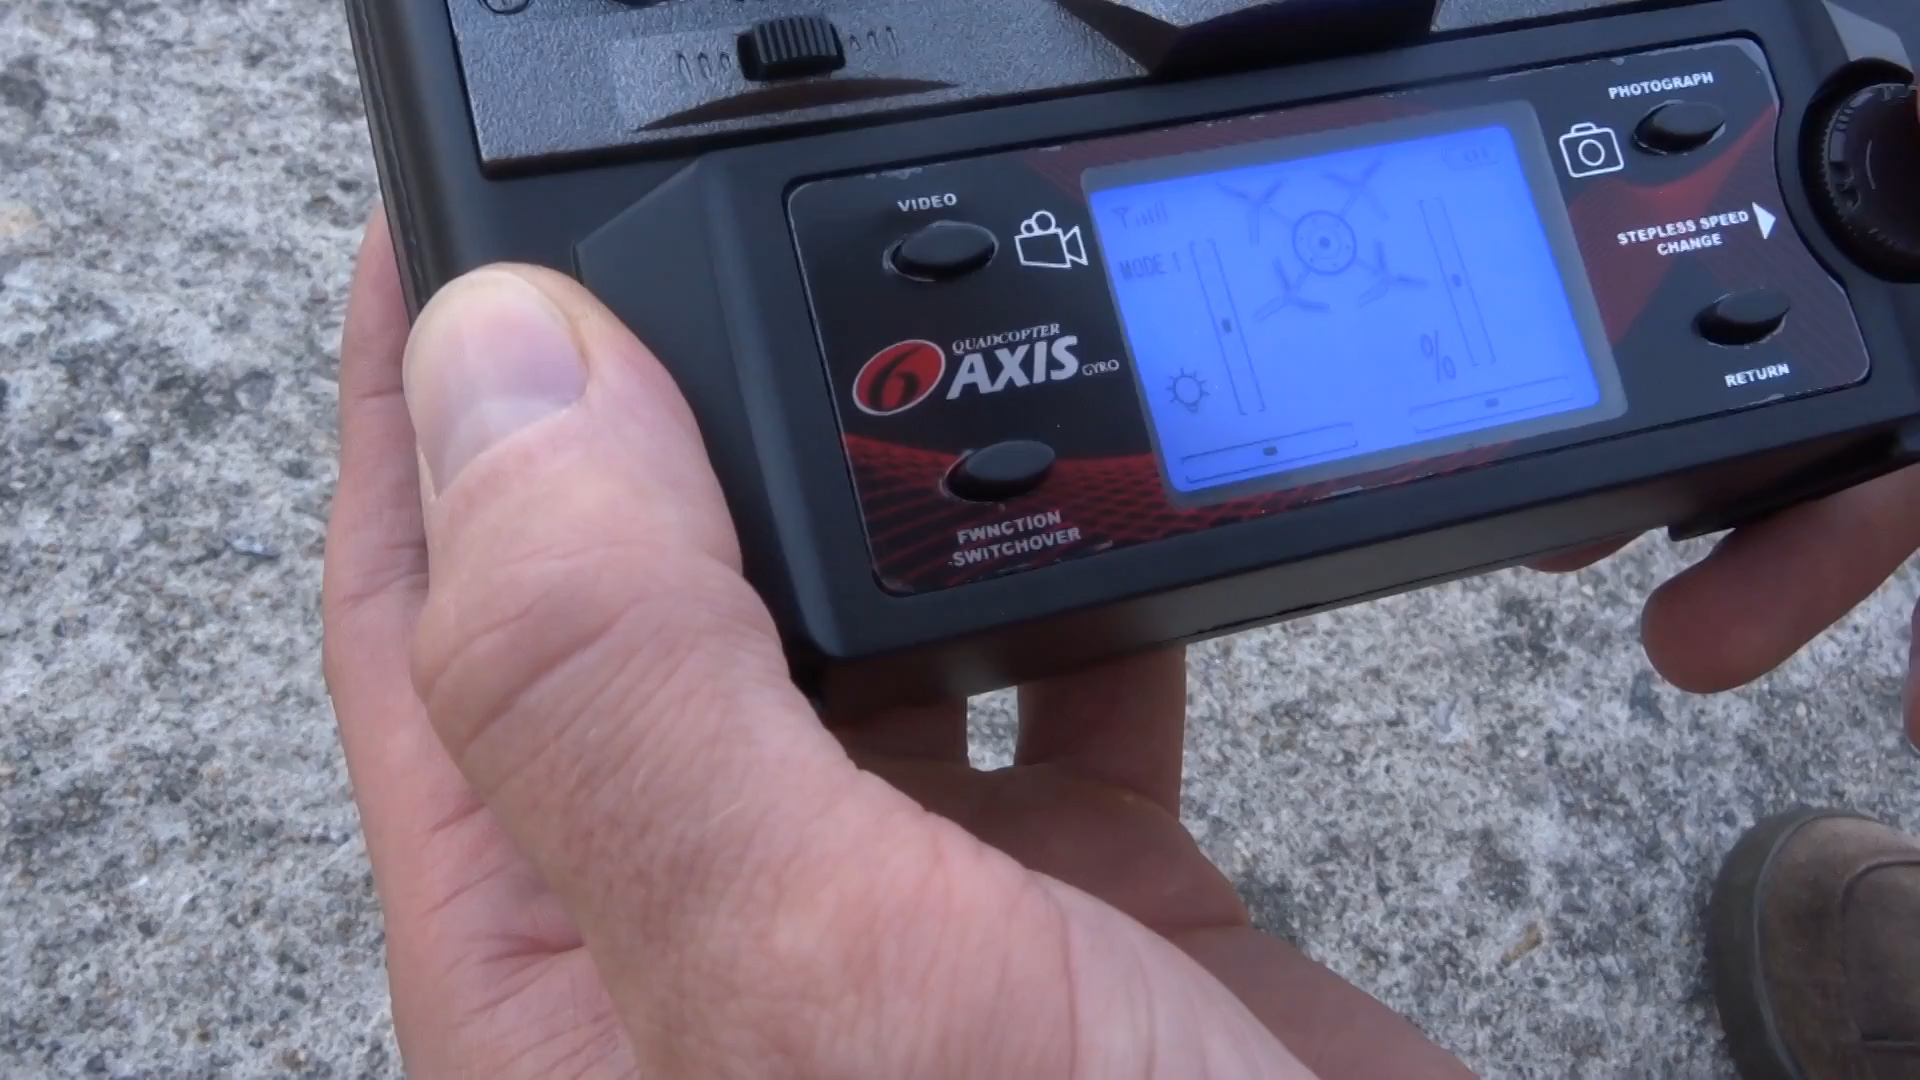 PHOTOGRAPH
VIDEO
STEPLESS SPEED
CHANGE
MODE 1
QUADCOPTER
6 AXIS GYRO
%
RETURN
FWNCTION
SWITCHOVER